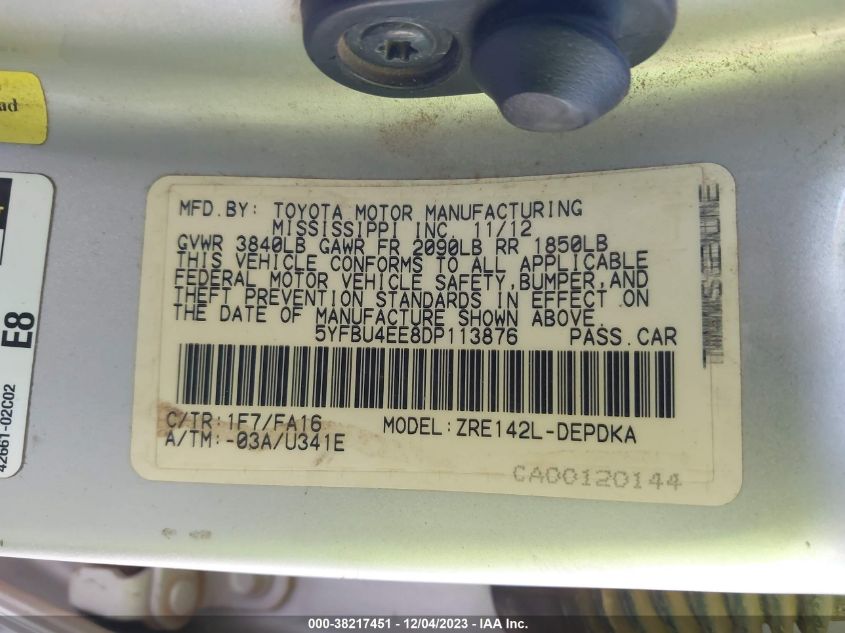 ad
E8
42661-02C02
MFD.BY: TOYOTA MOTOR MANUFACTURING
MISSISSIPPI INC. 11/12
GVWR 3840LB GAWR FR 2090LB RR 1850LB
THIS VEHICLE CONFORMS TO ALL APPLICABLE
FEDERAL MOTOR VEHICLE SAFETY,BUMPER,AND
THEFT PREVENTION STANDARDS IN EFFECT ON
THE DATE OF MANUFACTURE SHOWN ABOVE.
5YFBU4EE8DP113876 PASS.CAR
C/TR:1F7/FA16 MODEL:ZRE142L-DEPDKA
A/TM:-03A/U341E
CA00120144
000-38217451 - 12/04/2023 - IAA Inc.